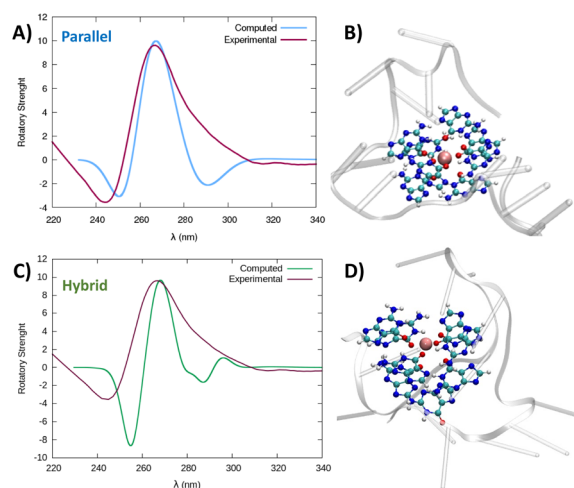 A) Parallel
Computed
Experimental
Rotatory Strenght
12
10
8
6
4
2
0
-2
-4
220 240 260 280 300 320 340
λ (nm)
B)
C) Hybrid
Computed
Experimental
Rotatory Strenght
12
10
8
6
4
2
0
-2
-4
-6
-8
-10
220 240 260 280 300 320 340
λ (nm)
D)